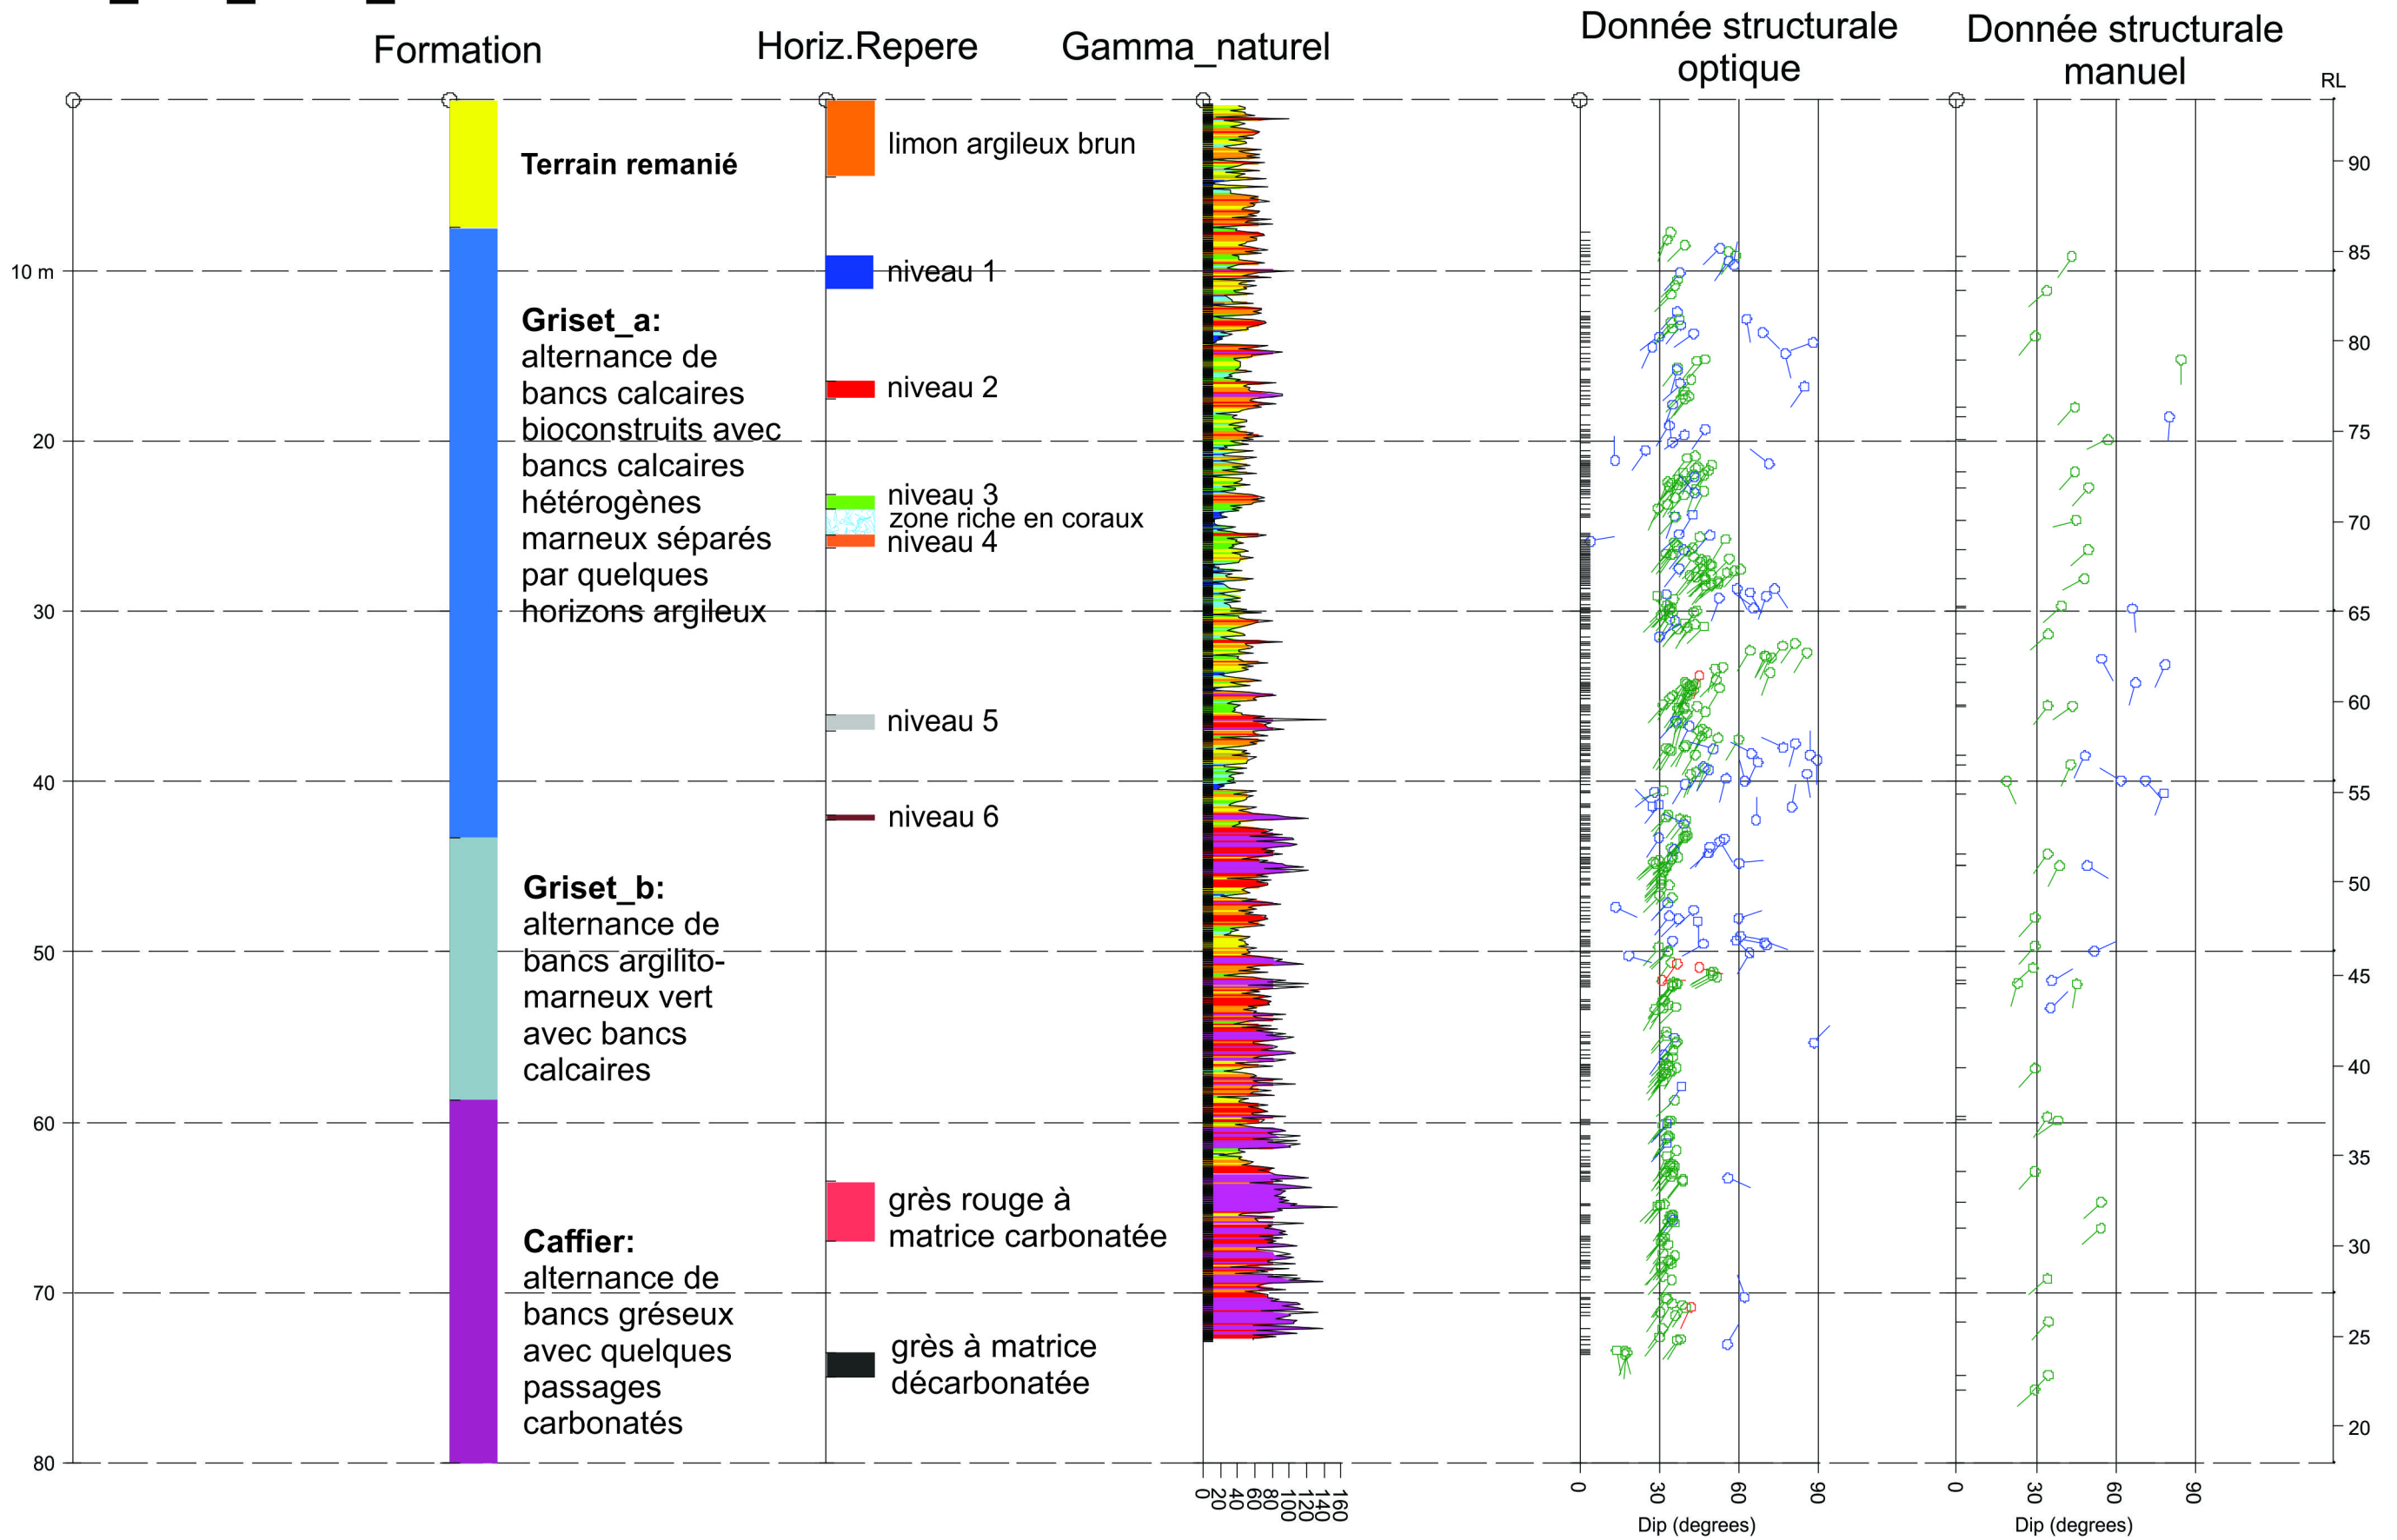 Formation
Horiz.Repere
Gamma_naturel
Donnée structurale
optique
Donnée structurale
manuel
RL
Terrain remanié
limon argileux brun
90
85
10 m
niveau 1
Griset_a:
alternance de
bancs calcaires
bioconstruits avec
bancs calcaires
hétérogènes
marneux séparés
par quelques
horizons argileux
80
niveau 2
75
20
niveau 3
zone riche en coraux
niveau 4
70
30
65
60
niveau 5
40
55
niveau 6
50
Griset_b:
alternance de
bancs argilito-
marneux vert
avec bancs
calcaires
50
45
40
60
35
grès rouge à
matrice carbonatée
30
Caffier:
alternance de
bancs gréseux
avec quelques
passages
carbonatés
70
25
grès à matrice
décarbonatée
20
80
0 20 40 60 80 100 120 140 160
0 30 60 90
0 30 60 90
Dip (degrees)
Dip (degrees)